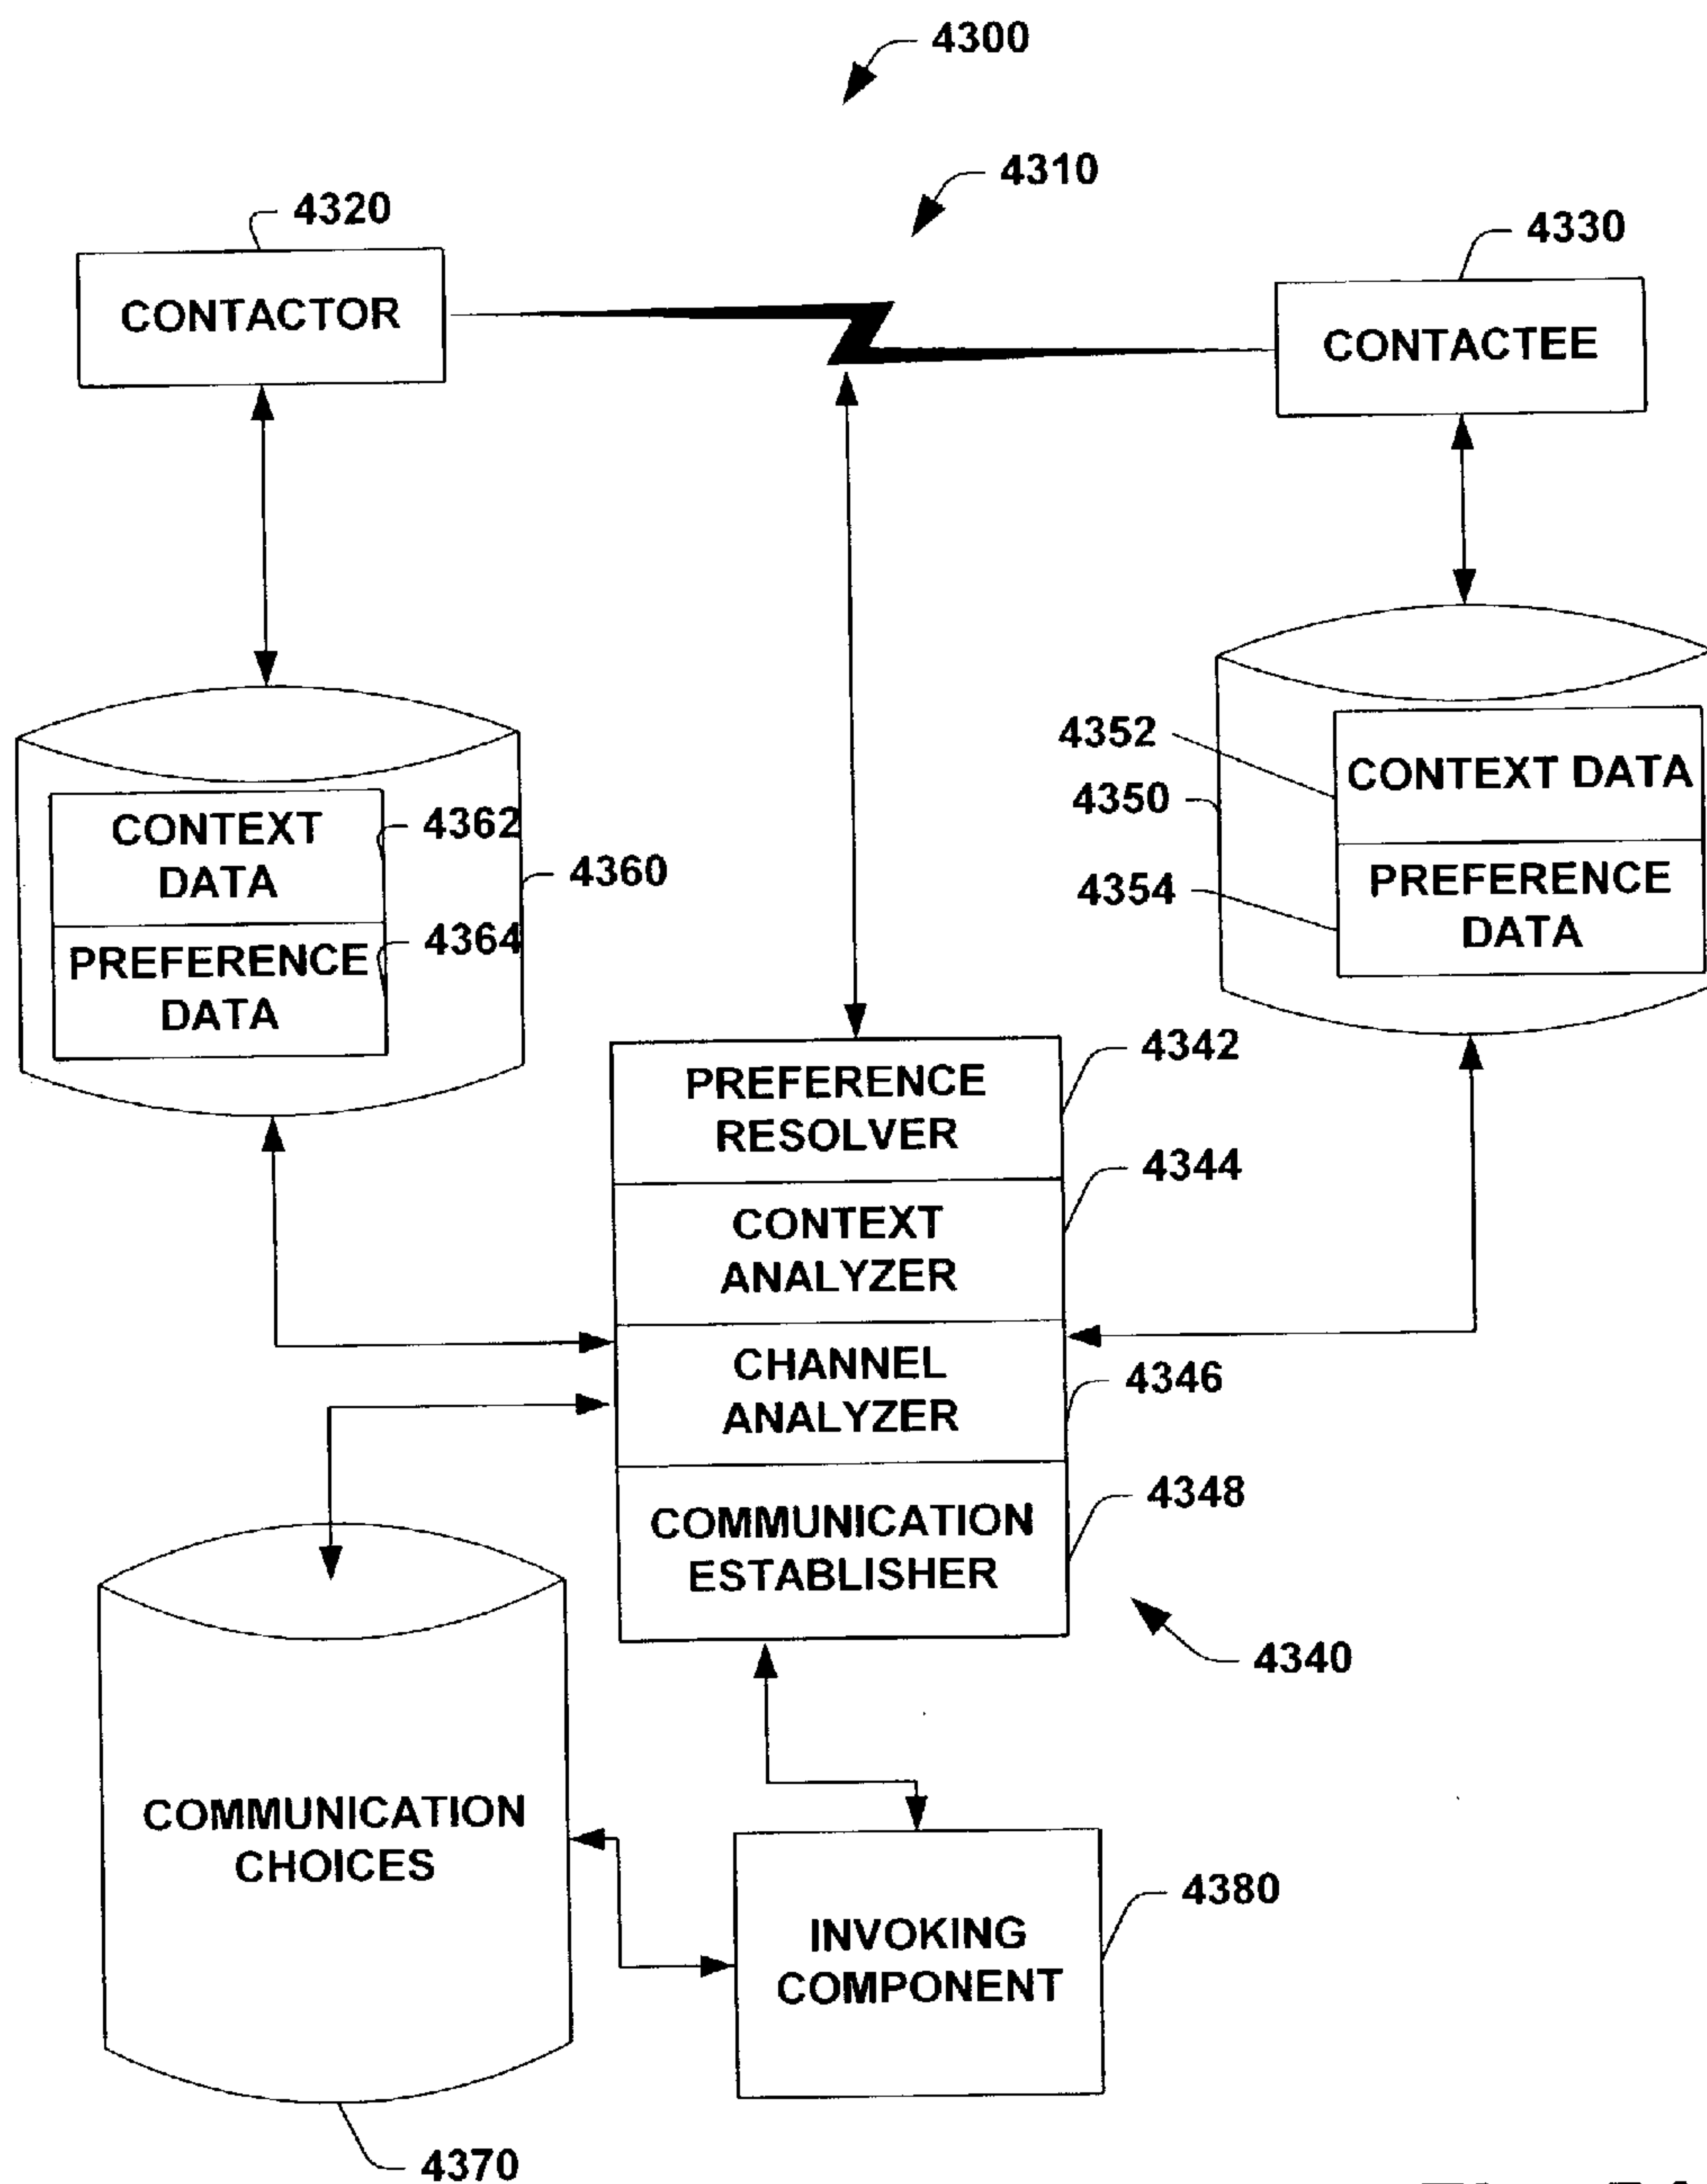 4300
4310
4320
4330
CONTACTOR
CONTACTEE
4352
CONTEXT DATA
4350
CONTEXT
DATA
4362
4360
4354
PREFERENCE
DATA
4364
PREFERENCE
DATA
4342
PREFERENCE
RESOLVER
4344
CONTEXT
ANALYZER
CHANNEL
ANALYZER
4346
4348
COMMUNICATION
ESTABLISHER
4340
COMMUNICATION
CHOICES
4380
INVOKING
COMPONENT
4370